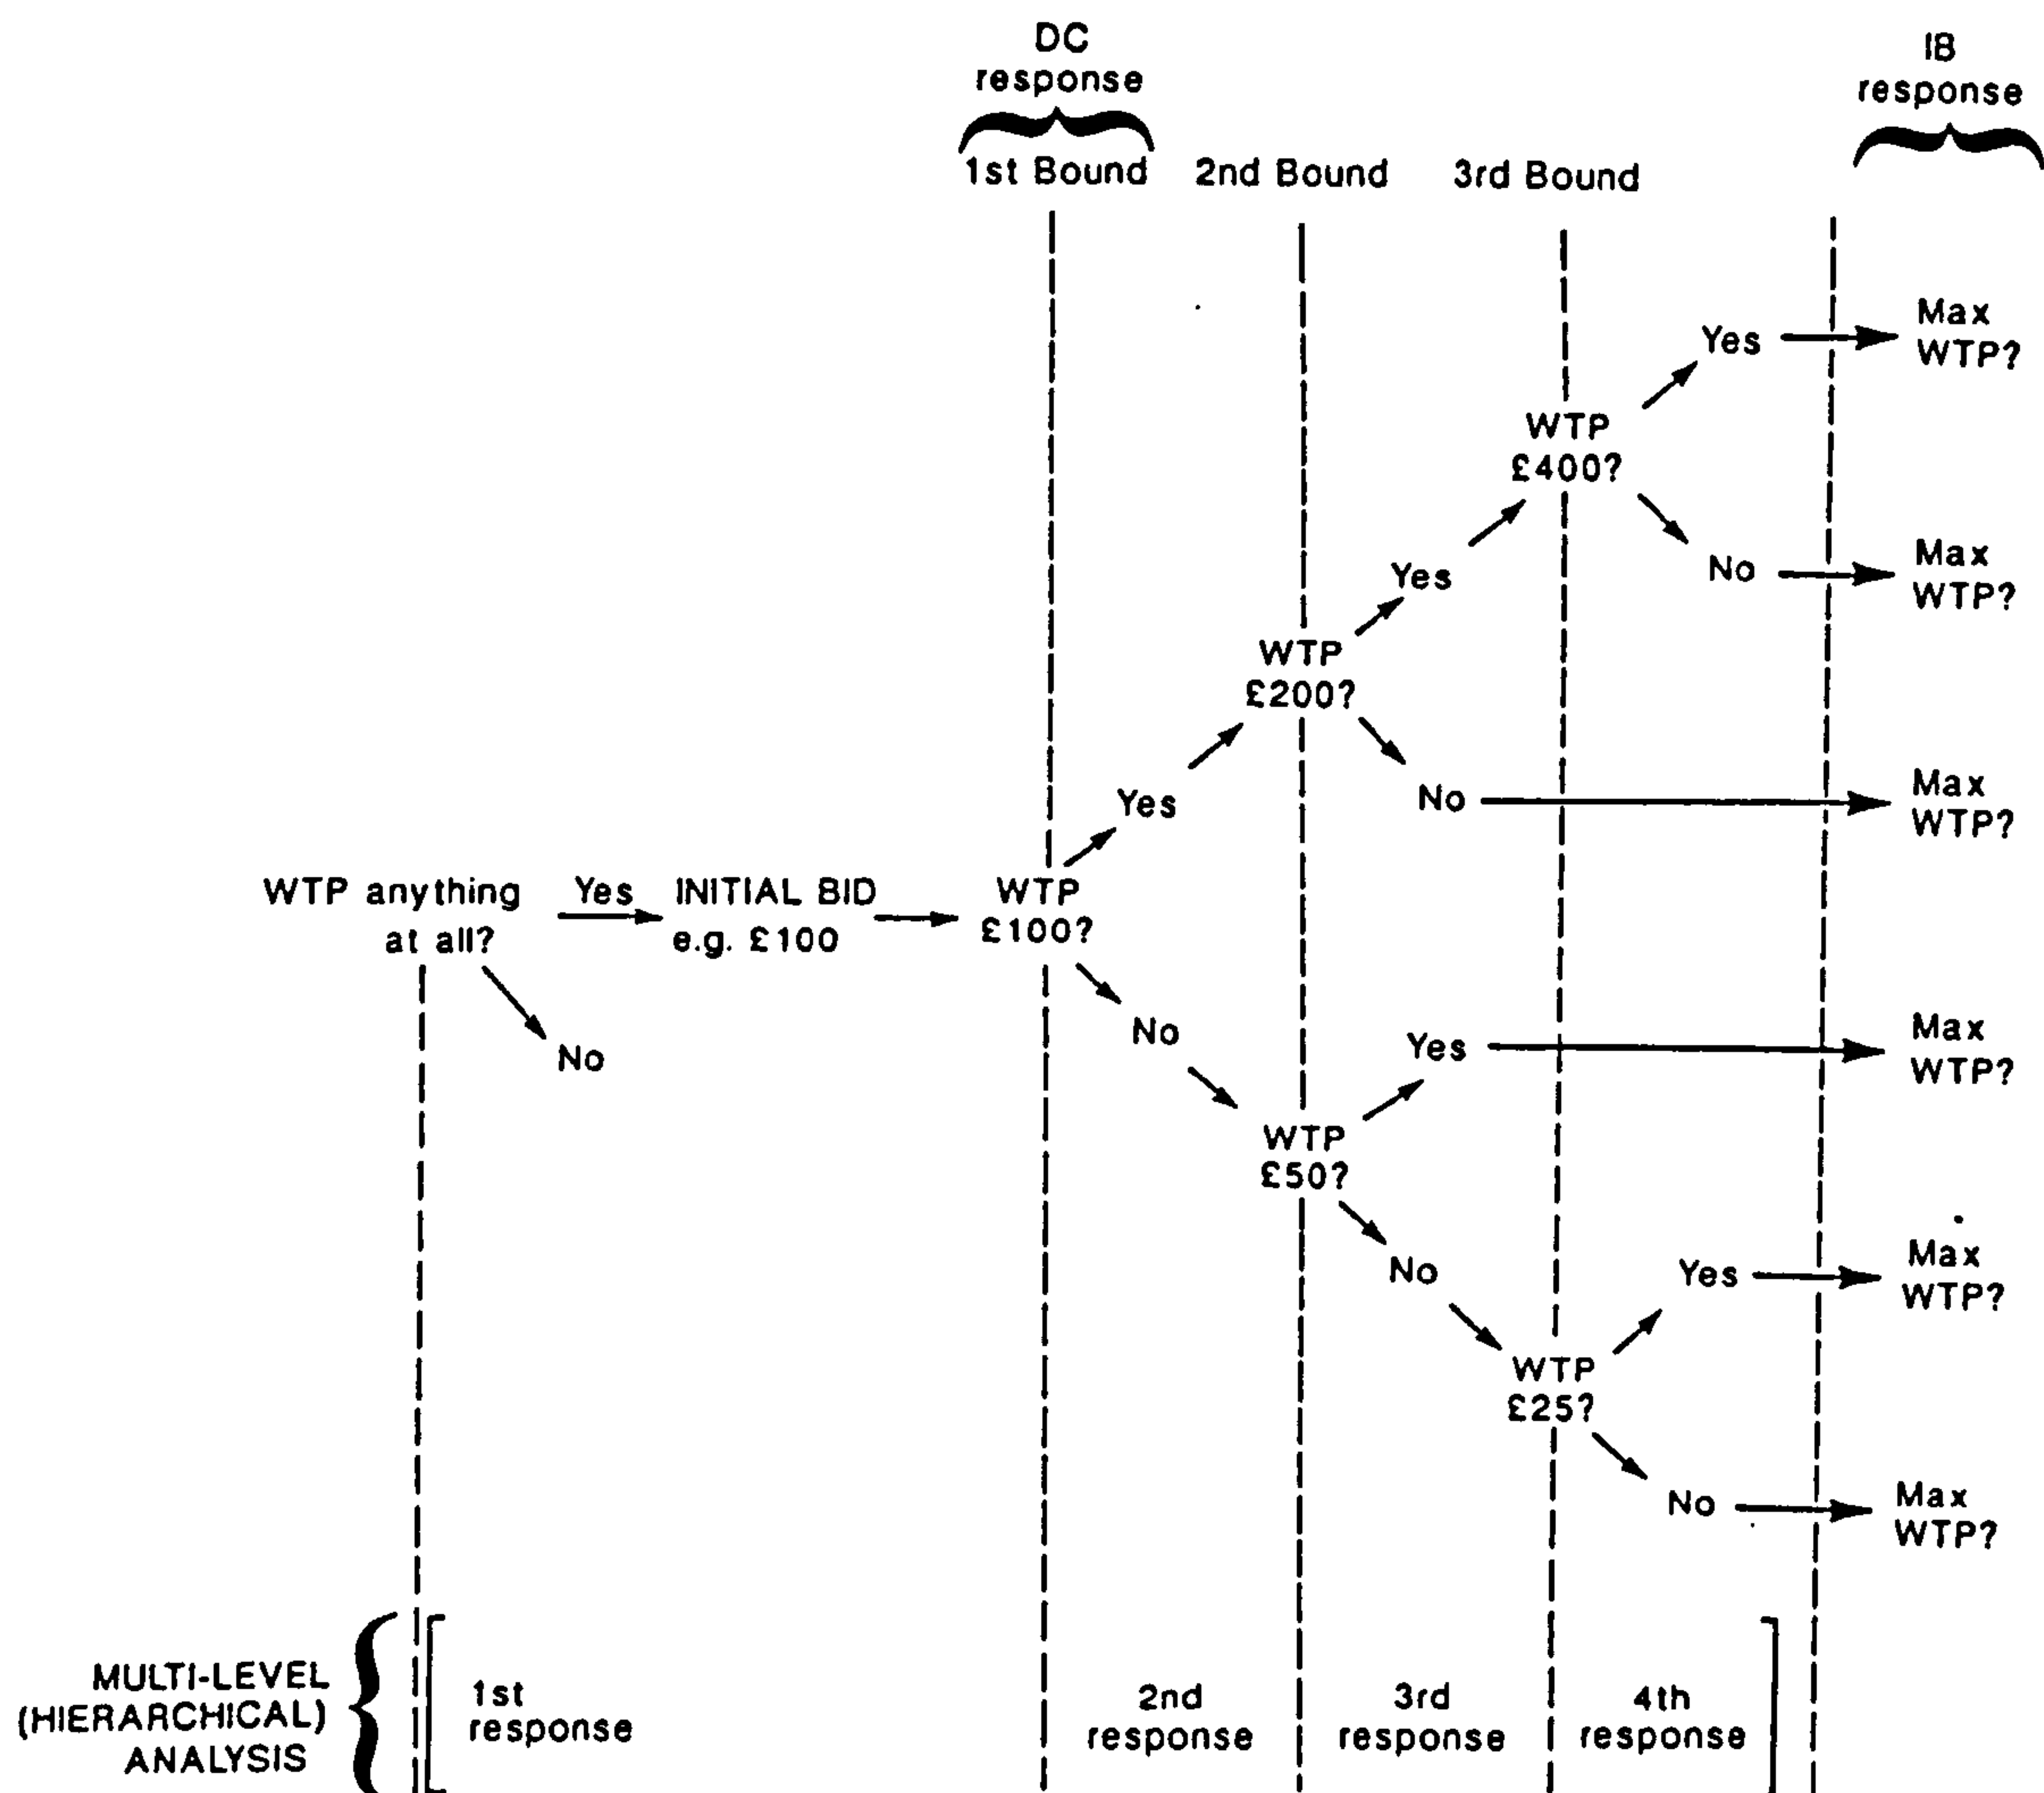 DC
response
IB
response
1st Bound
2nd Bound
3rd Bound
Yes
Max
WTP?
WTP
£400?
No
Max
WTP?
Yes
WTP
£200?
No
Max
WTP?
Yes
WTP anything
at all?
Yes
INITIAL BID
e.g. £100
WTP
£100?
No
No
Yes
Max
WTP?
WTP
£50?
No
Yes
Max
WTP?
WTP
£25?
No
Max
WTP?
MULTI-LEVEL
(HIERARCHICAL)
ANALYSIS
1st
response
2nd
response
3rd
response
4th
response